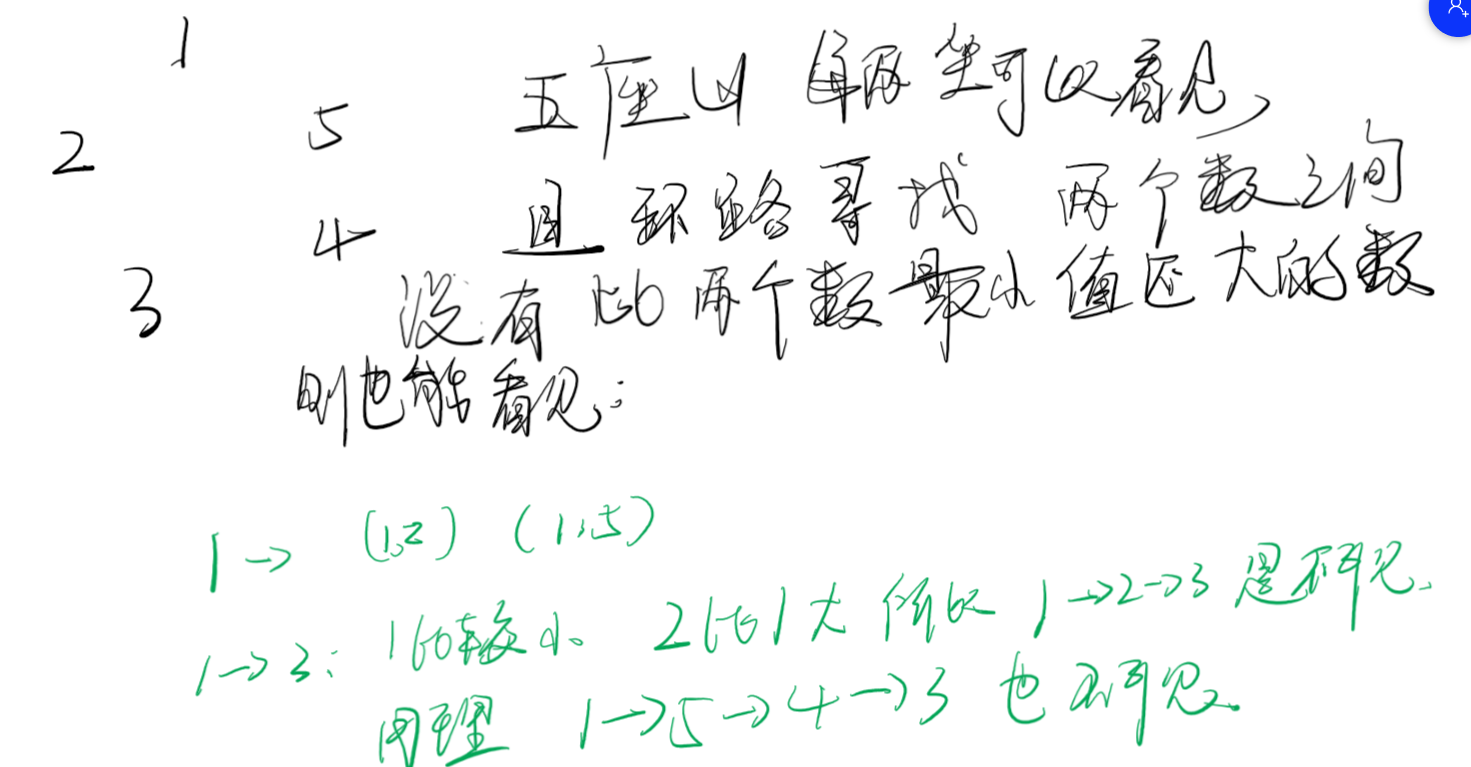 1
2
5
4
3
五座山 每两座可以看见,
且 环路寻找 两个数之间
没有比两个数最小值还大的数
则也能看见:
1→ (1,2) (1,5)
1→3: 1比较小 2比1大 所以 1→2→3 是不可见.
同理 1→5→4→3 也不可见.